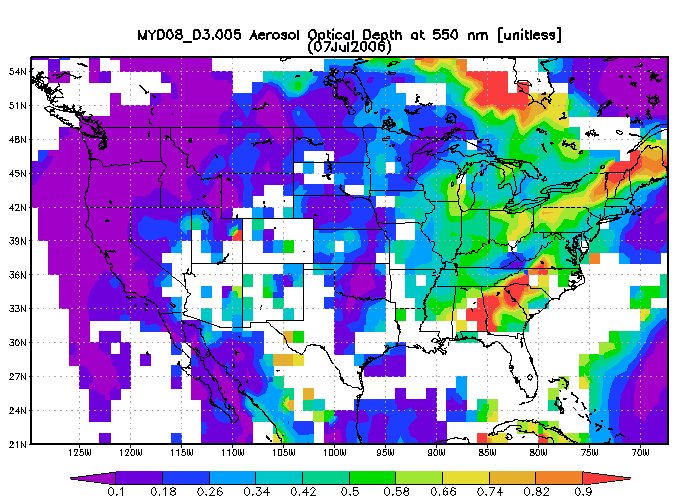 MYD08_D3.005 Aerosol Optical Depth at 550 nm [unitless]
(07Jul2006)
54N
51N
48N
45N
42N
39N
36N
33N
30N
27N
24N
21N
125W 120W 115W 110W 105W 100W 95W 90W 85W 80W 75W 70W
0.1 0.18 0.26 0.34 0.42 0.5 0.58 0.66 0.74 0.82 0.9